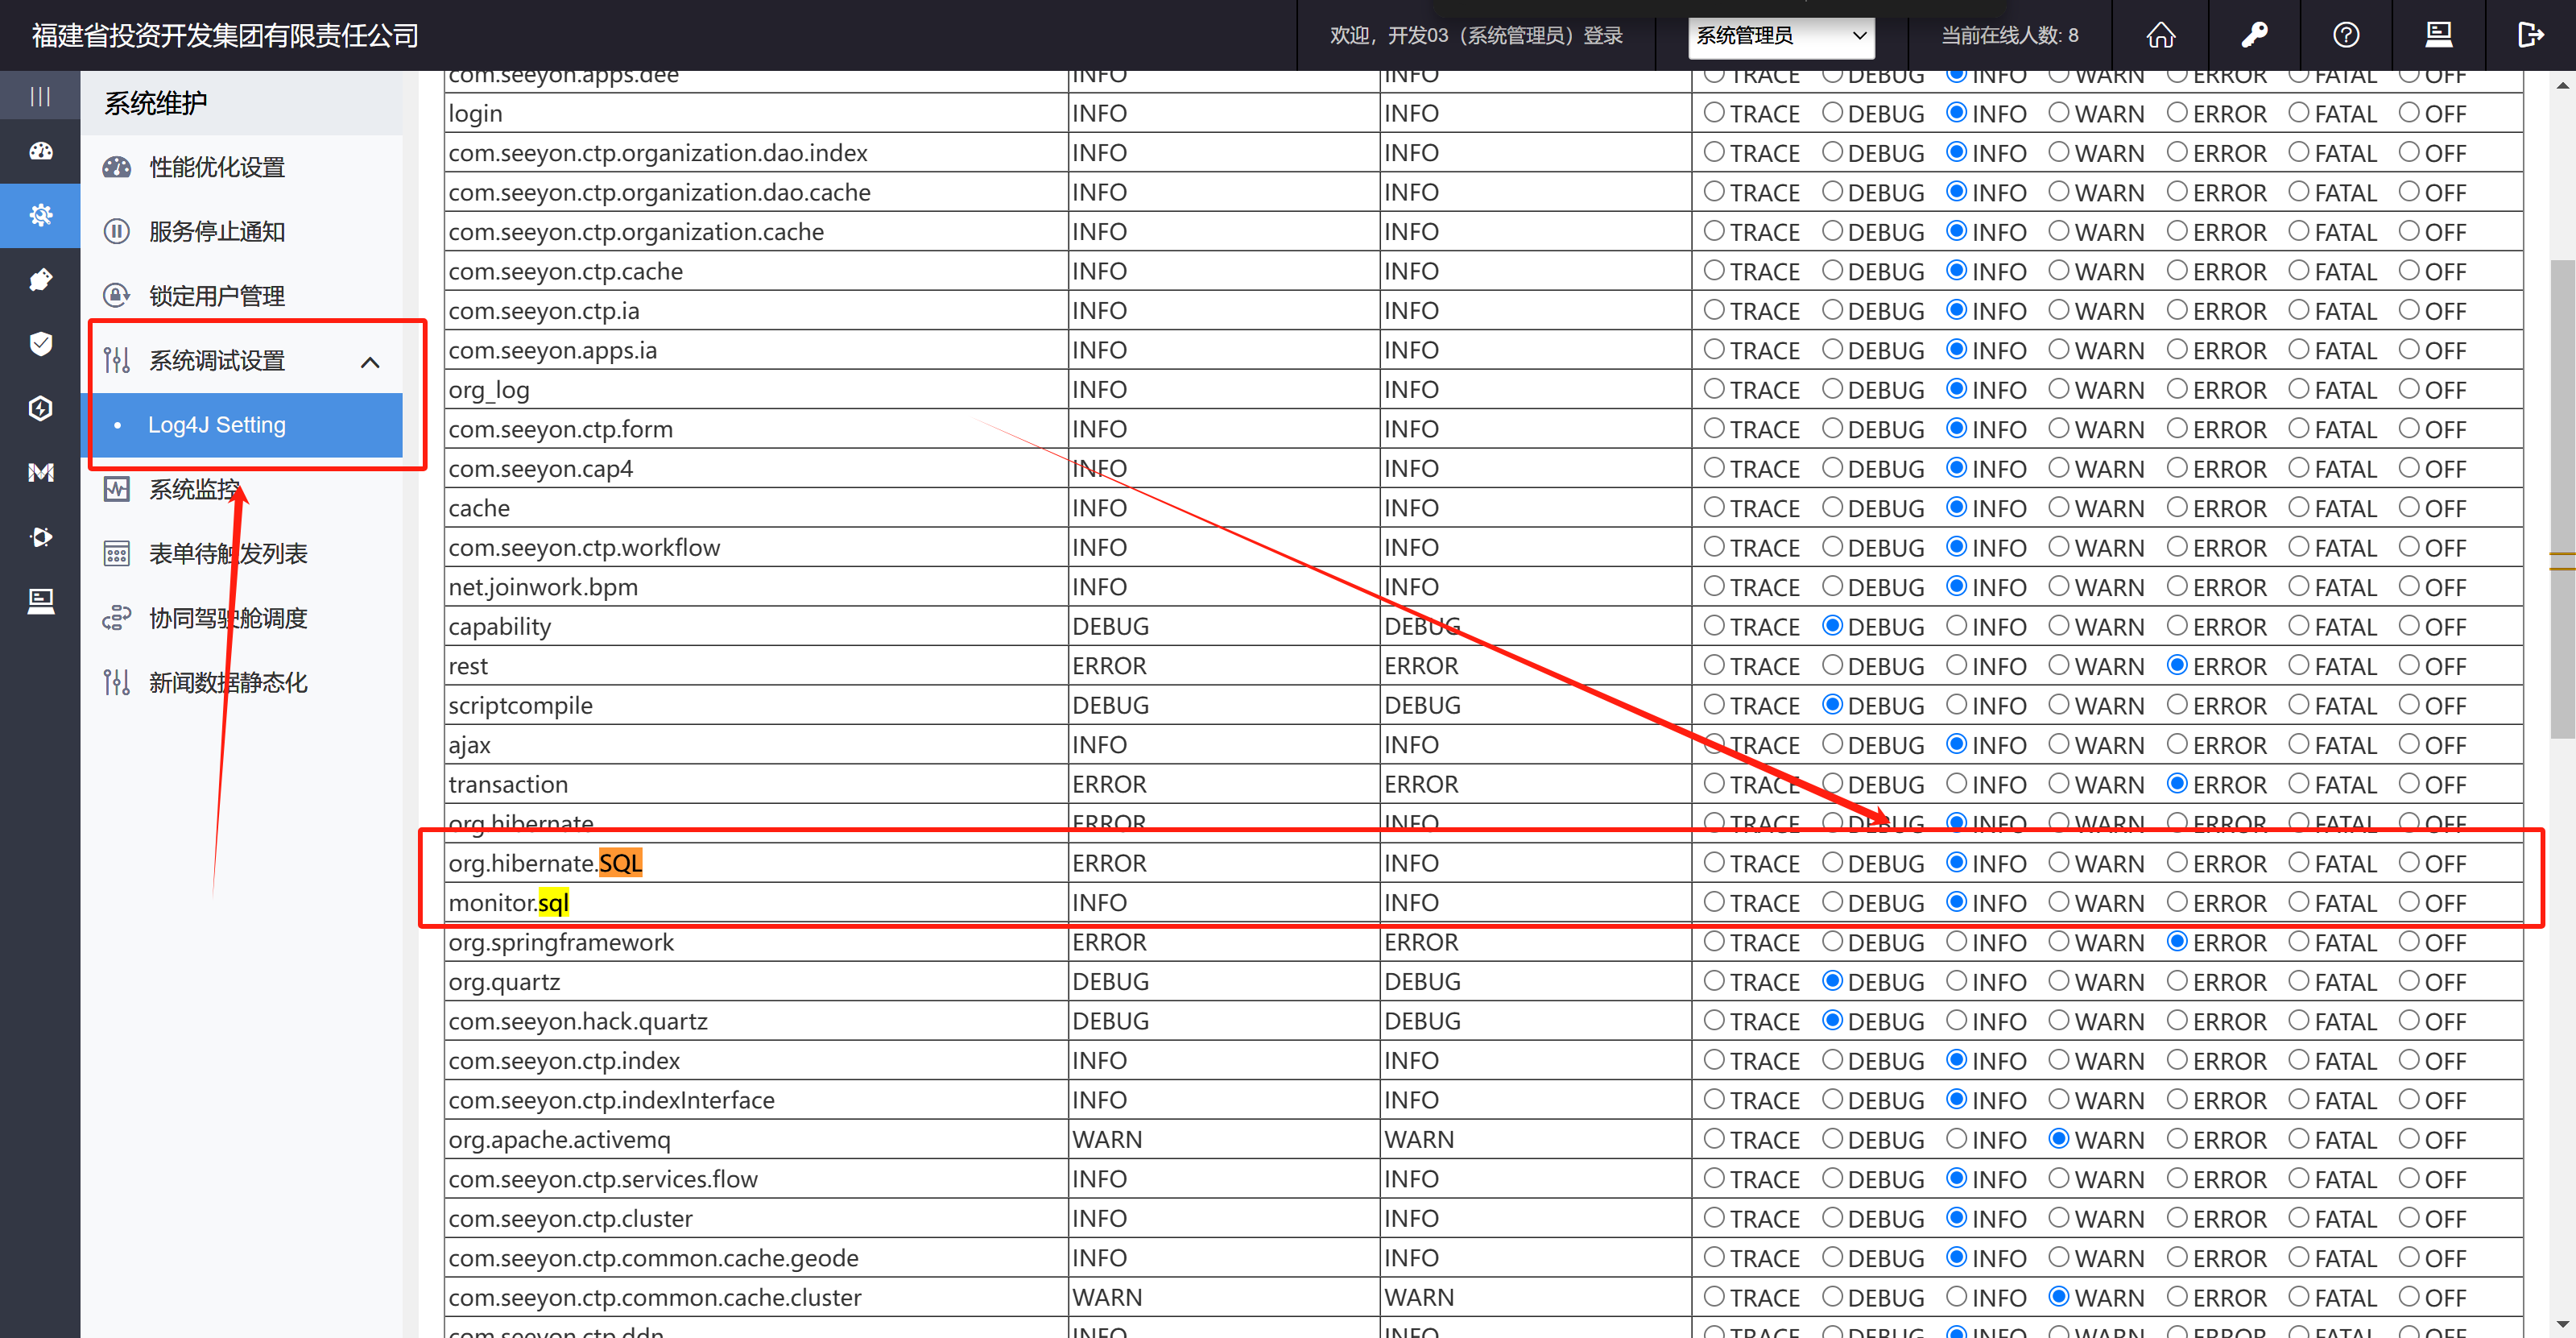 福建省投资开发集团有限责任公司
欢迎，开发03（系统管理员）登录
系统管理员
当前在线人数: 8
系统维护
性能优化设置
服务停止通知
锁定用户管理
系统调试设置
Log4J Setting
系统监控
表单待触发列表
协同驾驶舱调度
新闻数据静态化
com.seeyon.apps.dee INFO INFO TRACE DEBUG INFO WARN ERROR FATAL OFF
login INFO INFO TRACE DEBUG INFO WARN ERROR FATAL OFF
com.seeyon.ctp.organization.dao.index INFO INFO TRACE DEBUG INFO WARN ERROR FATAL OFF
com.seeyon.ctp.organization.dao.cache INFO INFO TRACE DEBUG INFO WARN ERROR FATAL OFF
com.seeyon.ctp.organization.cache INFO INFO TRACE DEBUG INFO WARN ERROR FATAL OFF
com.seeyon.ctp.cache INFO INFO TRACE DEBUG INFO WARN ERROR FATAL OFF
com.seeyon.ctp.ia INFO INFO TRACE DEBUG INFO WARN ERROR FATAL OFF
com.seeyon.apps.ia INFO INFO TRACE DEBUG INFO WARN ERROR FATAL OFF
org_log INFO INFO TRACE DEBUG INFO WARN ERROR FATAL OFF
com.seeyon.ctp.form INFO INFO TRACE DEBUG INFO WARN ERROR FATAL OFF
com.seeyon.cap4 INFO INFO TRACE DEBUG INFO WARN ERROR FATAL OFF
cache INFO INFO TRACE DEBUG INFO WARN ERROR FATAL OFF
com.seeyon.ctp.workflow INFO INFO TRACE DEBUG INFO WARN ERROR FATAL OFF
net.joinwork.bpm INFO INFO TRACE DEBUG INFO WARN ERROR FATAL OFF
capability DEBUG DEBUG TRACE DEBUG INFO WARN ERROR FATAL OFF
rest ERROR ERROR TRACE DEBUG INFO WARN ERROR FATAL OFF
scriptcompile DEBUG DEBUG TRACE DEBUG INFO WARN ERROR FATAL OFF
ajax INFO INFO TRACE DEBUG INFO WARN ERROR FATAL OFF
transaction ERROR ERROR TRACE DEBUG INFO WARN ERROR FATAL OFF
org.hibernate ERROR INFO TRACE DEBUG INFO WARN ERROR FATAL OFF
org.hibernate.SQL ERROR INFO TRACE DEBUG INFO WARN ERROR FATAL OFF
monitor.sql INFO INFO TRACE DEBUG INFO WARN ERROR FATAL OFF
org.springframework ERROR ERROR TRACE DEBUG INFO WARN ERROR FATAL OFF
org.quartz DEBUG DEBUG TRACE DEBUG INFO WARN ERROR FATAL OFF
com.seeyon.hack.quartz DEBUG DEBUG TRACE DEBUG INFO WARN ERROR FATAL OFF
com.seeyon.ctp.index INFO INFO TRACE DEBUG INFO WARN ERROR FATAL OFF
com.seeyon.ctp.indexInterface INFO INFO TRACE DEBUG INFO WARN ERROR FATAL OFF
org.apache.activemq WARN WARN TRACE DEBUG INFO WARN ERROR FATAL OFF
com.seeyon.ctp.services.flow INFO INFO TRACE DEBUG INFO WARN ERROR FATAL OFF
com.seeyon.ctp.cluster INFO INFO TRACE DEBUG INFO WARN ERROR FATAL OFF
com.seeyon.ctp.common.cache.geode INFO INFO TRACE DEBUG INFO WARN ERROR FATAL OFF
com.seeyon.ctp.common.cache.cluster WARN WARN TRACE DEBUG INFO WARN ERROR FATAL OFF
com.seeyon.ctp.ddn INFO INFO TRACE DEBUG INFO WARN ERROR FATAL OFF